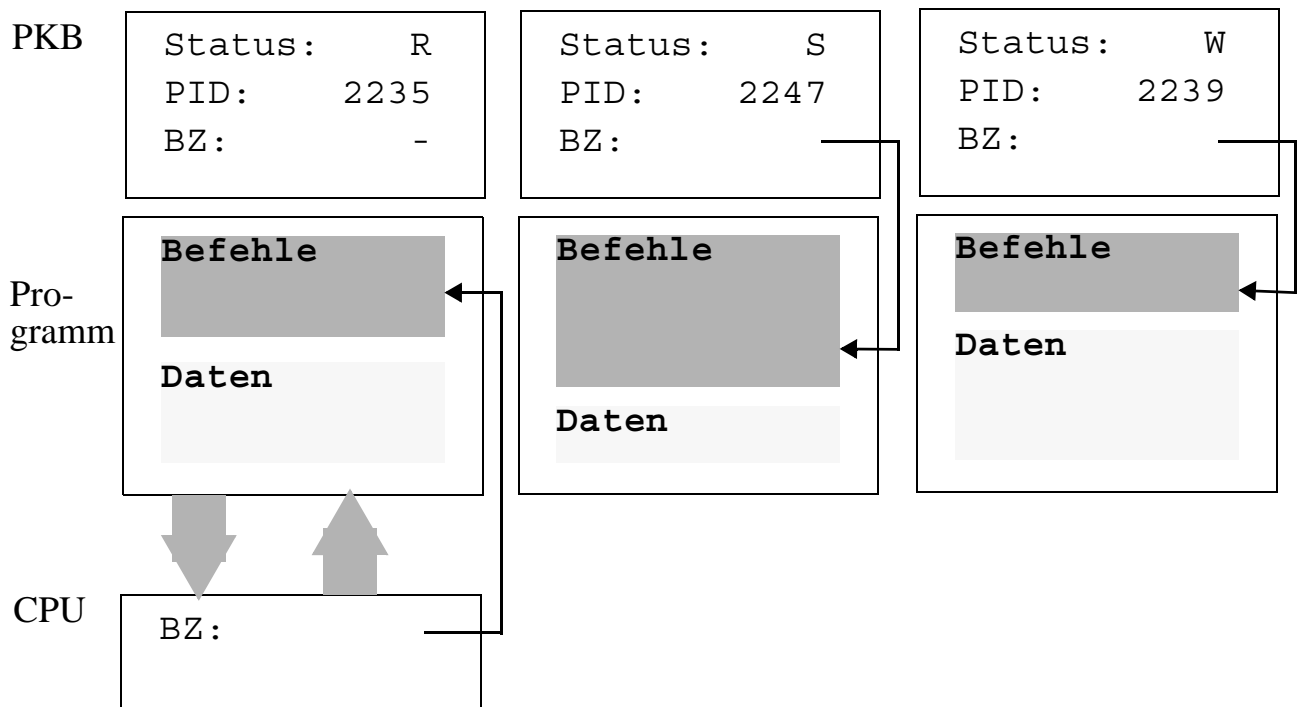 PKB
Status: R
PID: 2235
BZ: -
Status: S
PID: 2247
BZ:
Status: W
PID: 2239
BZ:
Pro-
gramm
Befehle
Daten
Befehle
Daten
Befehle
Daten
CPU
BZ: